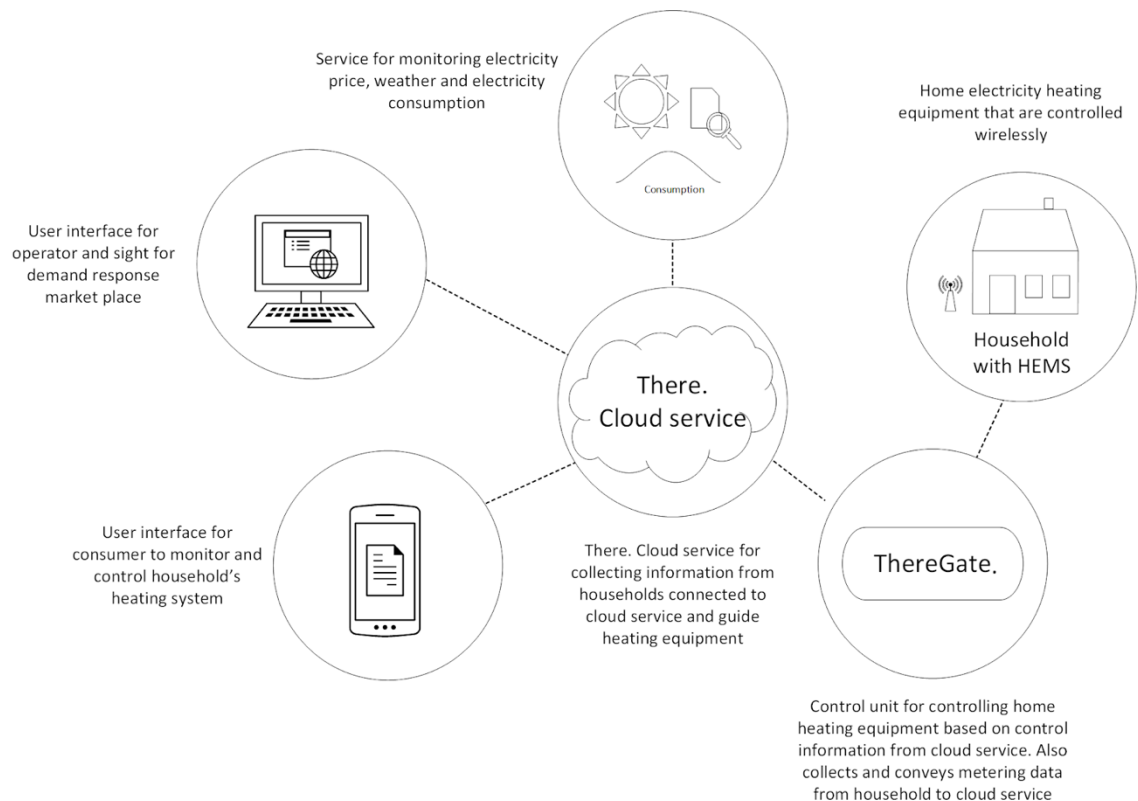 Service for monitoring electricity
price, weather and electricity
consumption
Consumption
Home electricity heating
equipment that are controlled
wirelessly
Household
with HEMS
User interface for
operator and sight for
demand response
market place
There.
Cloud service
User interface for
consumer to monitor and
control household's
heating system
There. Cloud service for
collecting information from
households connected to
cloud service and guide
heating equipment
ThereGate.
Control unit for controlling home
heating equipment based on control
information from cloud service. Also
collects and conveys metering data
from household to cloud service